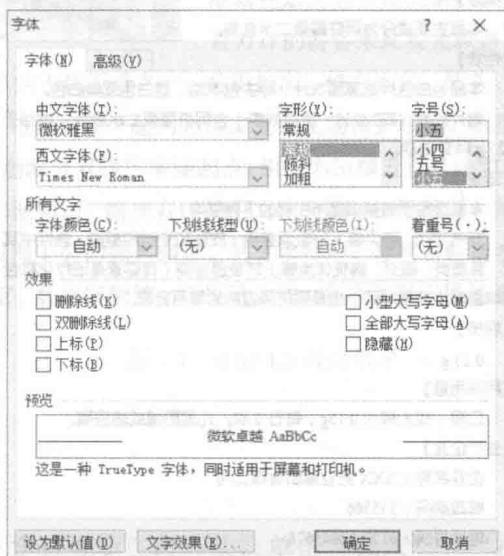 字体 ? ×
字体(N) 高级(V)
中文字体(T): 字形(Y): 字号(S):
微软雅黑 常规 小五
西文字体(F): 常规 小四
Times New Roman 倾斜 五号
加粗 小五
所有文字
字体颜色(C): 下划线线型(U): 下划线颜色(I): 着重号(·):
自动 (无) 自动 (无)
效果
删除线(K) 小型大写字母(M)
双删除线(L) 全部大写字母(A)
上标(P) 隐藏(H)
下标(B)
预览
微软卓越 AaBbCc
这是一种 TrueType 字体，同时适用于屏幕和打印机。
设为默认值(D) 文字效果(E)... 确定 取消